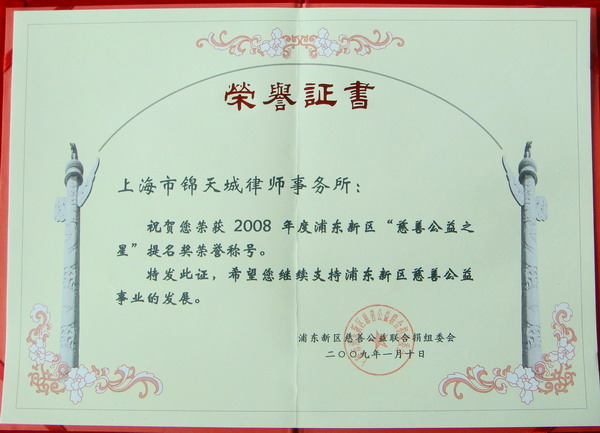 榮譽証書
上海市锦天城律师事务所：
祝贺您荣获 2008 年度浦东新区“慈善公益之
星”提名奖荣誉称号。
特发此证，希望您继续支持浦东新区慈善公益
事业的发展。
浦东新区慈善公益联合捐组委会
二〇〇九年一月十日